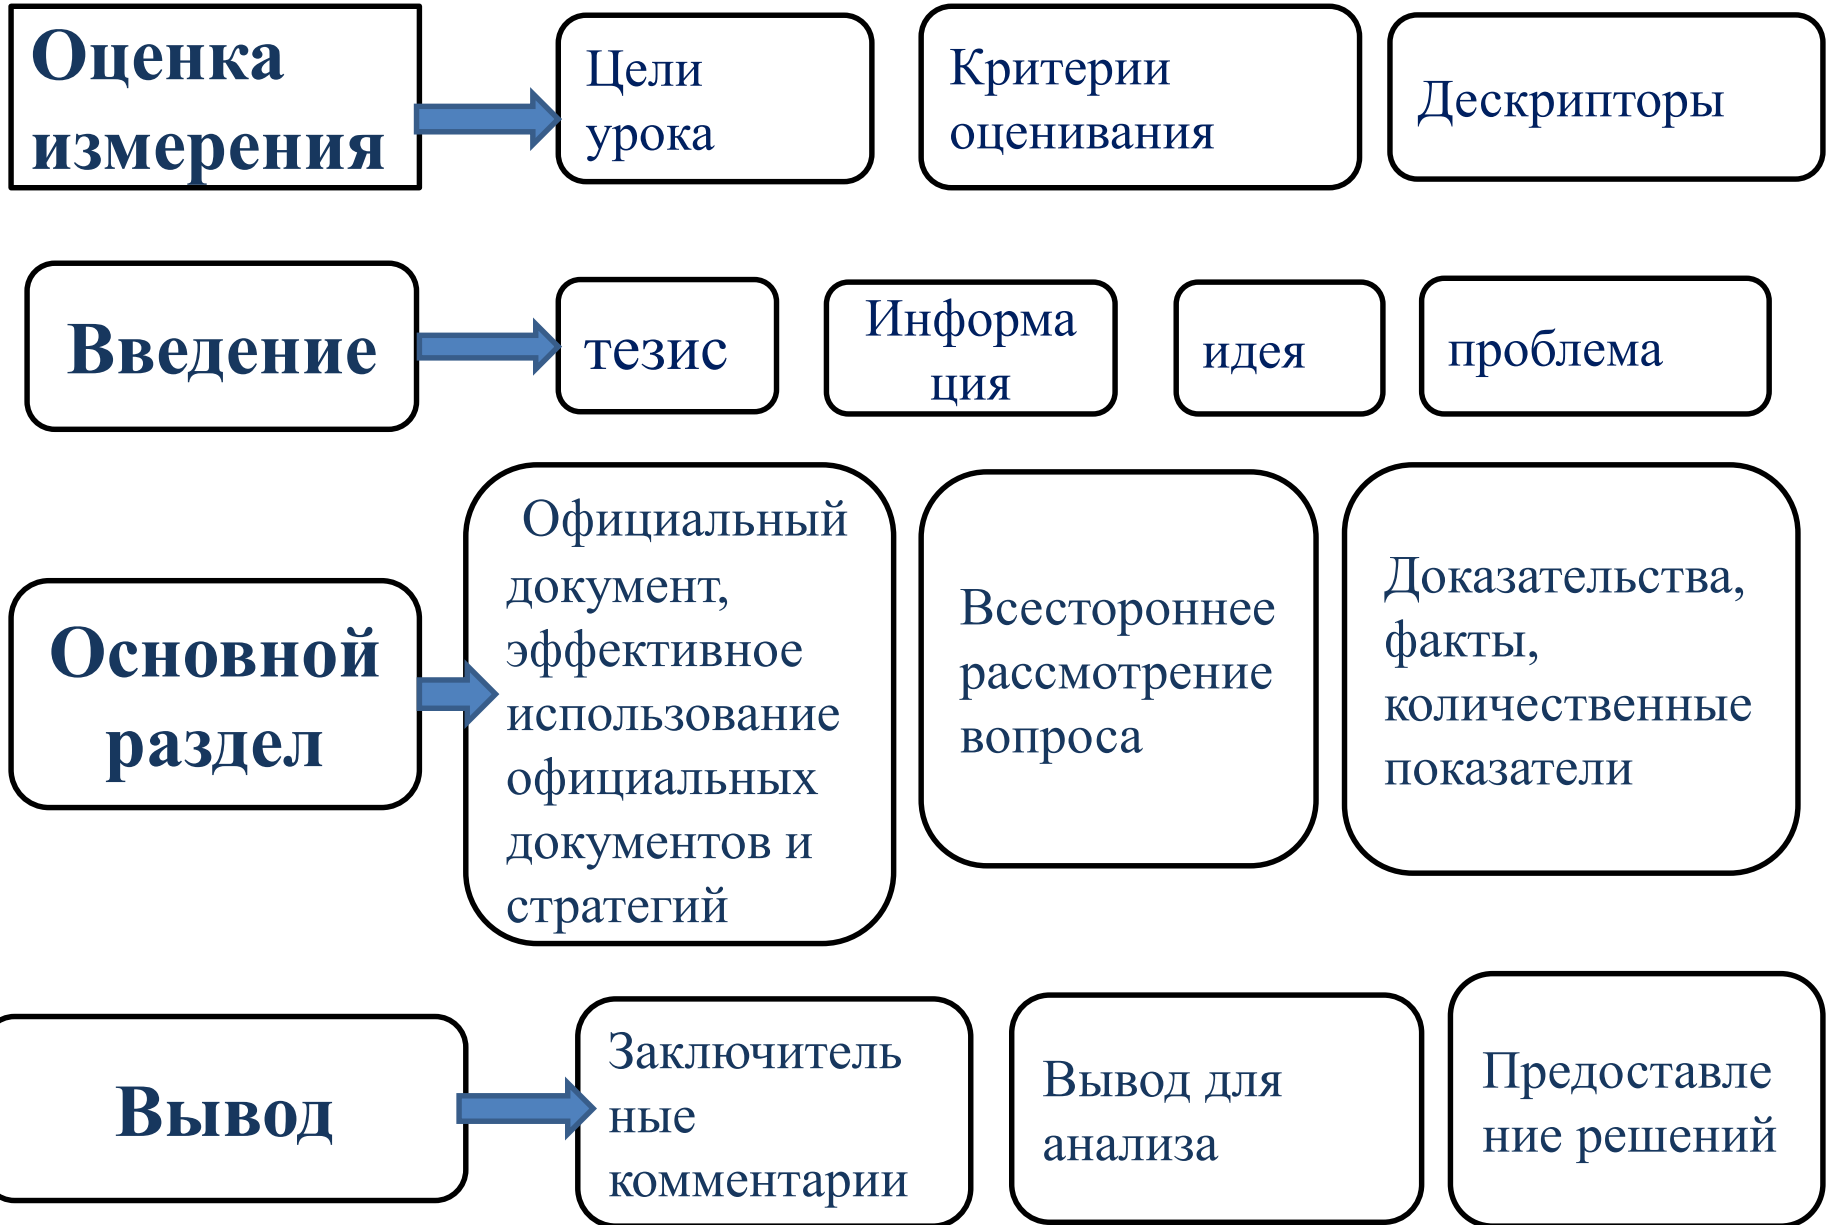 Оценка
измерения
Цели
урока
Критерии
оценивания
Дескрипторы
Введение
тезис
Информа
ция
идея
проблема
Основной
раздел
Официальный
документ,
эффективное
использование
официальных
документов и
стратегий
Всестороннее
рассмотрение
вопроса
Доказательства,
факты,
количественные
показатели
Вывод
Заключитель
ные
комментарии
Вывод для
анализа
Предоставле
ние решений